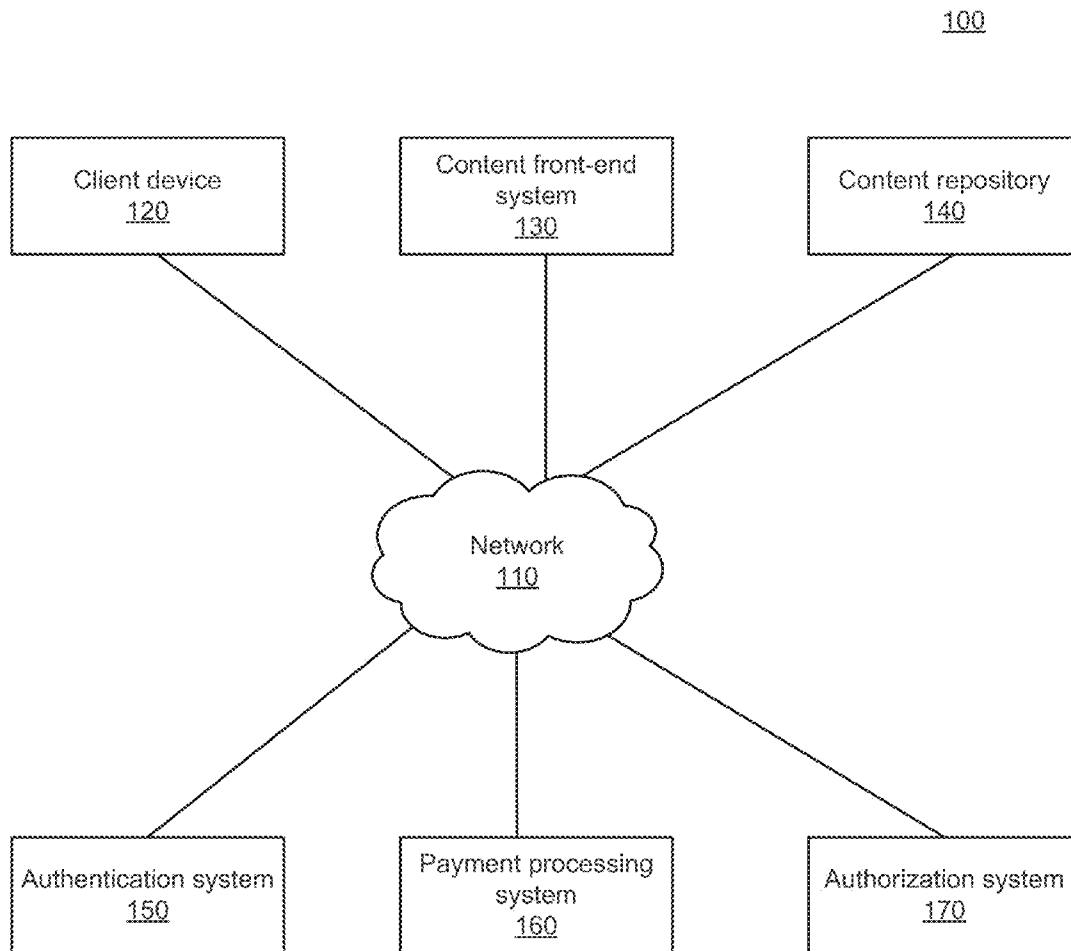 100
Client device
120
Content front-end
system
130
Content repository
140
Network
110
Authentication system
150
Payment processing
system
160
Authorization system
170